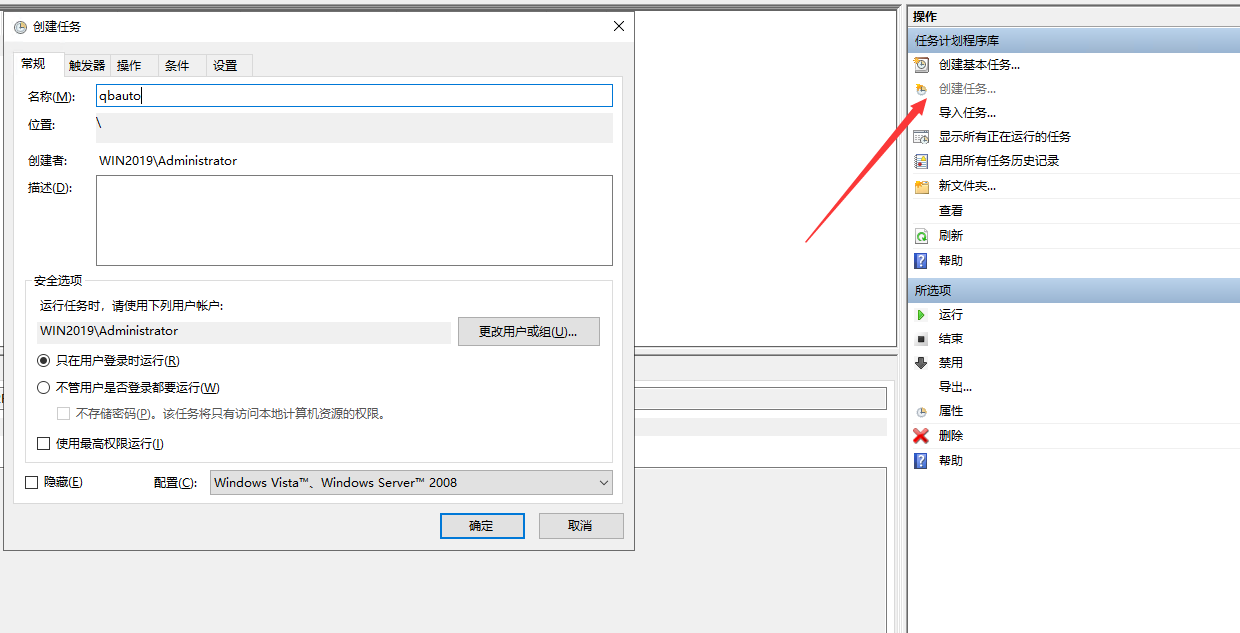 创建任务
常规 触发器 操作 条件 设置
名称(M): qbauto
位置: \
创建者: WIN2019\Administrator
描述(D):
安全选项
运行任务时，请使用下列用户帐户:
WIN2019\Administrator 更改用户或组(U)...
只在用户登录时运行(R)
不管用户是否登录都要运行(W)
不存储密码(P)。该任务将只有访问本地计算机资源的权限。
使用最高权限运行(I)
隐藏(E) 配置(C): Windows Vista™、Windows Server™ 2008
确定 取消
操作
任务计划程序库
创建基本任务...
创建任务...
导入任务...
显示所有正在运行的任务
启用所有任务历史记录
新文件夹...
查看
刷新
帮助
所选项
运行
结束
禁用
导出...
属性
删除
帮助